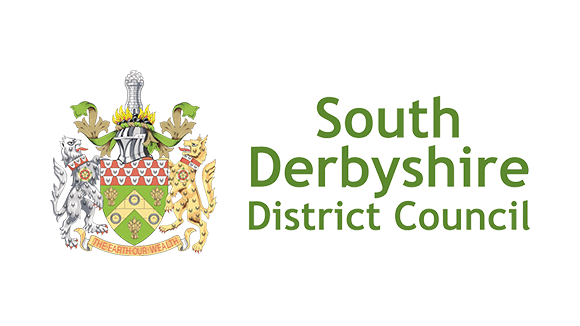 South
Derbyshire
District Council
THE EARTH OUR WEALTH